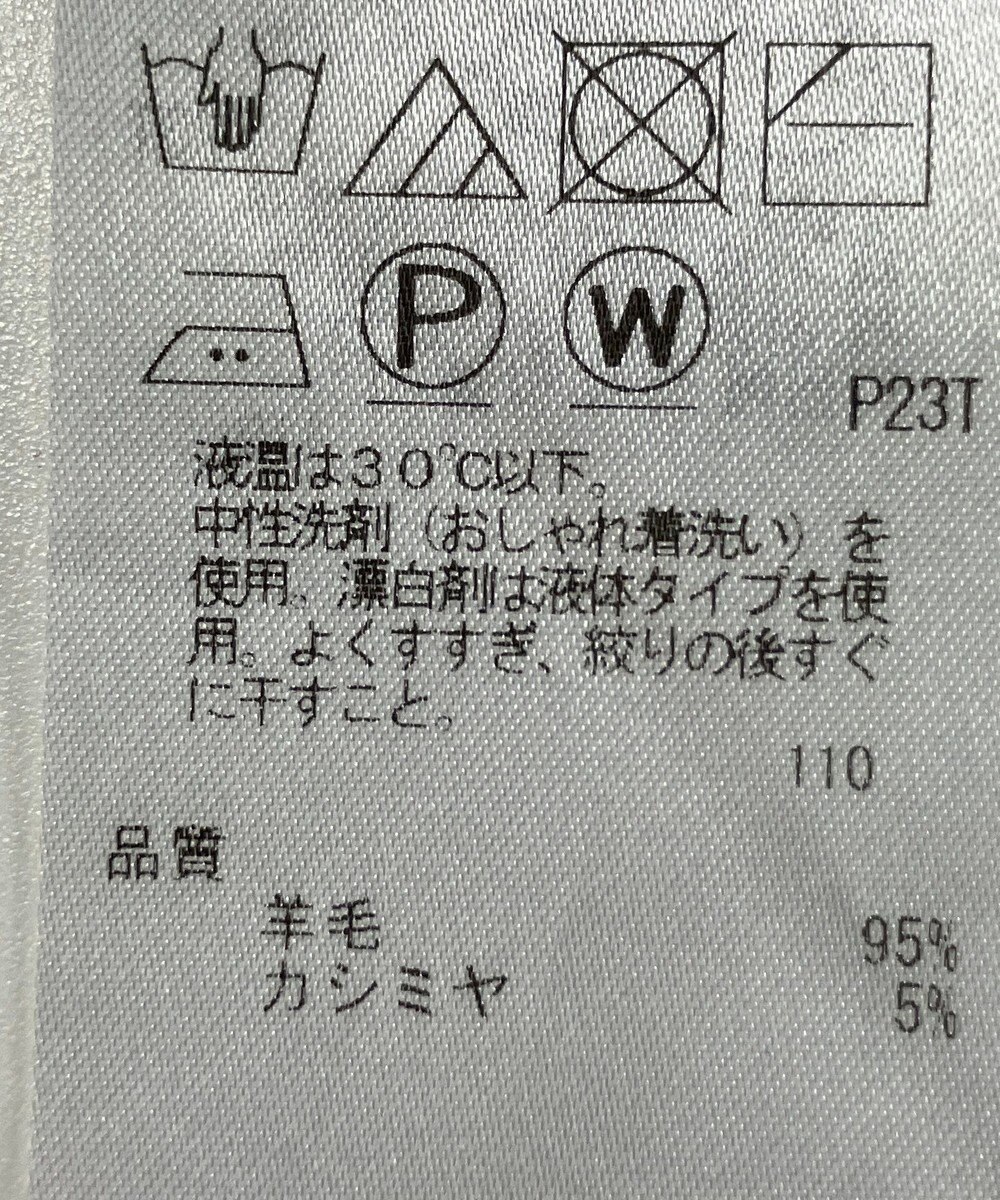 P W
P23T
液温は30℃以下。
中性洗剤（おしゃれ着洗い）を
使用。漂白剤は液体タイプを使
用。よくすすぎ、絞りの後すぐ
に干すこと。
110
品質
羊毛 95%
カシミヤ 5%